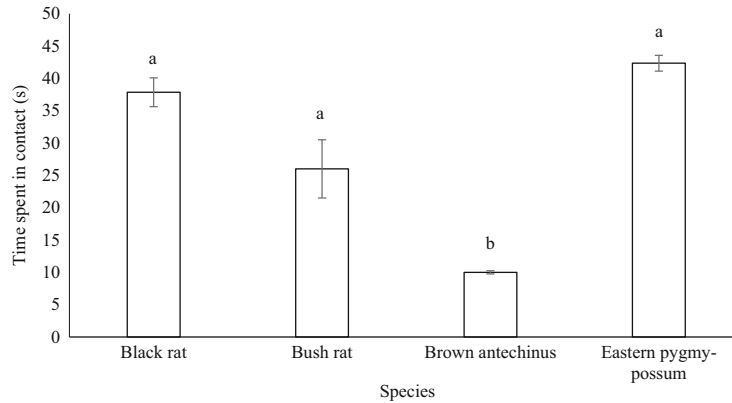 50
45
40
35
30
25
20
15
10
5
0
Time spent in contact (s)
a
a
b
a
Black rat
Bush rat
Brown antechinus
Eastern pygmy-
possum
Species